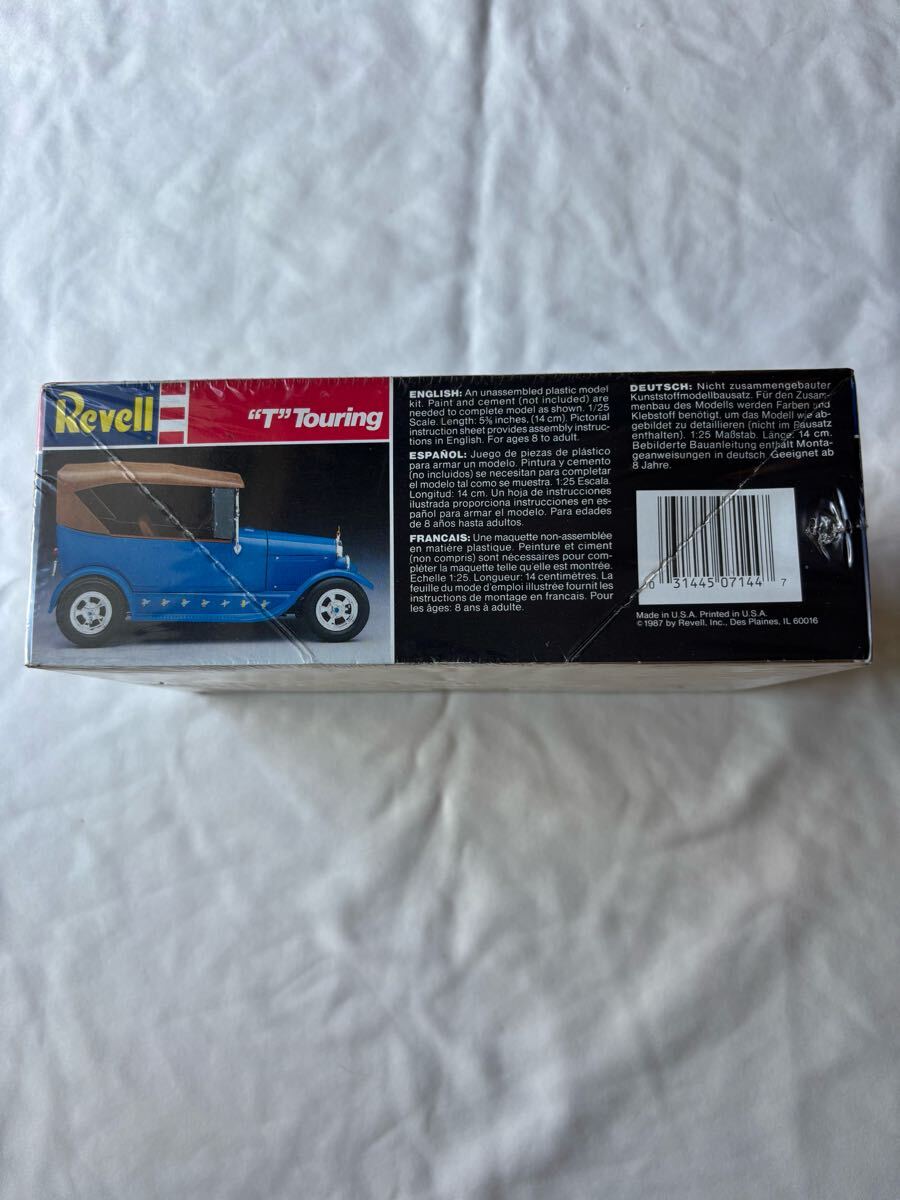 Revell
"T" Touring
ENGLISH: An unassembled plastic model
kit. Paint and cement (not included) are
needed to complete model as shown. 1/25
Scale. Length: 5⅝ inches, (14 cm). Pictorial
instruction sheet provides assembly instruc-
tions in English. For ages 8 to adult.
ESPAÑOL: Juego de piezas de plástico
para armar un modelo. Pintura y cemento
(no incluidos) se necesitan para completar
el modelo tal como se muestra. 1:25 Escala.
Longitud: 14 cm. Un hoja de instrucciones
ilustrada proporciona instrucciones en es-
pañol para armar el modelo. Para edades
de 8 años hasta adultos.
FRANCAIS: Une maquette non-assemblée
en matière plastique. Peinture et ciment
(non compris) sont nécessaires pour com-
pléter la maquette telle qu'elle est montrée.
Echelle 1:25. Longueur: 14 centimètres. La
feuille du mode d'emploi illustrée fournit les
instructions de montage en francais. Pour
les âges: 8 ans à adulte.
DEUTSCH: Nicht zusammengebauter
Kunststoffmodellbausatz. Für den Zusam-
menbau des Modells werden Farben und
Klebstoff benötigt, um das Modell wie ab-
gebildet zu detaillieren (nicht im Bausatz
enthalten). 1:25 Maßstab. Länge: 14 cm.
Bebilderte Bauanleitung enthält Monta-
geanweisungen in deutsch. Geeignet ab
8 Jahre.
0 31445 07144 7
Made in U.S.A. Printed in U.S.A.
©1987 by Revell, Inc., Des Plaines, IL 60016